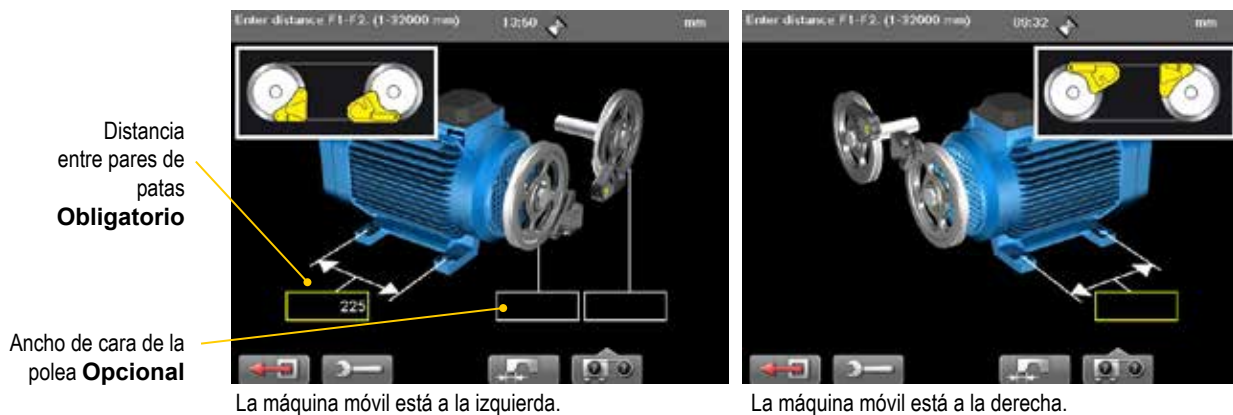 Enter distance F1-F2. (1-32000 mm)
13:50
mm
Enter distance F1-F2. (1-32000 mm)
09:32
mm
Distancia
entre pares de
patas
Obligatorio
225
Ancho de cara de la
polea Opcional
La máquina móvil está a la izquierda.
La máquina móvil está a la derecha.